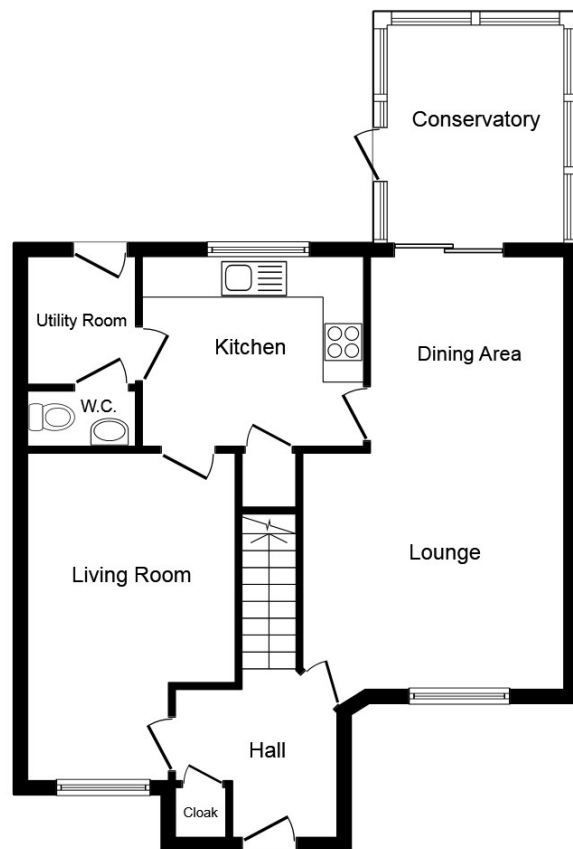 Conservatory
Utility Room
Kitchen
Dining Area
W.C.
Lounge
Living Room
Hall
Cloak